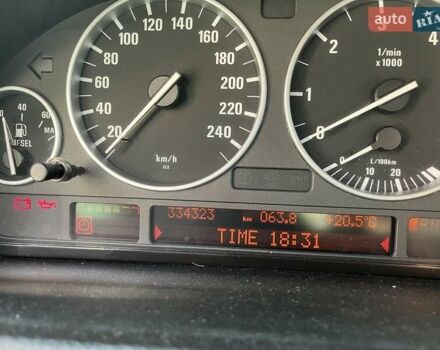 auto RIA
20 40 60 80 100 120 140 160 180 200 220 240
km/h
1/min
x 1000
0 1 2 4
L/100km
10 20
40 60
DIESEL
334323 km 063.8 +20.5°C
TIME 18:31